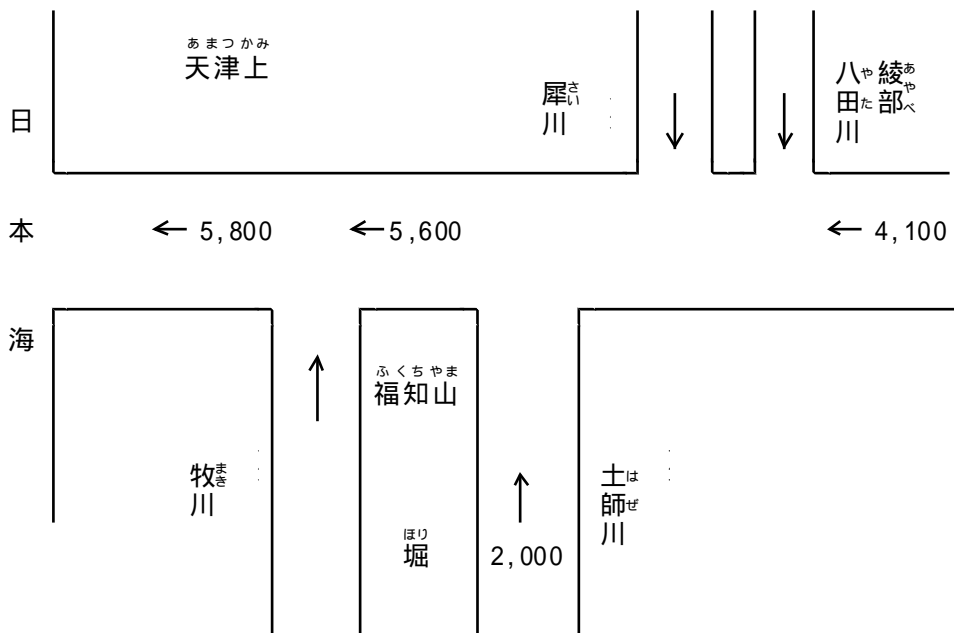 あまつかみ
天津上
犀川
さい
八田川
やた
綾部
あやべ
日本海
← 5,800
← 5,600
← 4,100
ふくちやま
福知山
牧川
まき
ほり
堀
2,000
土師川
はぜ